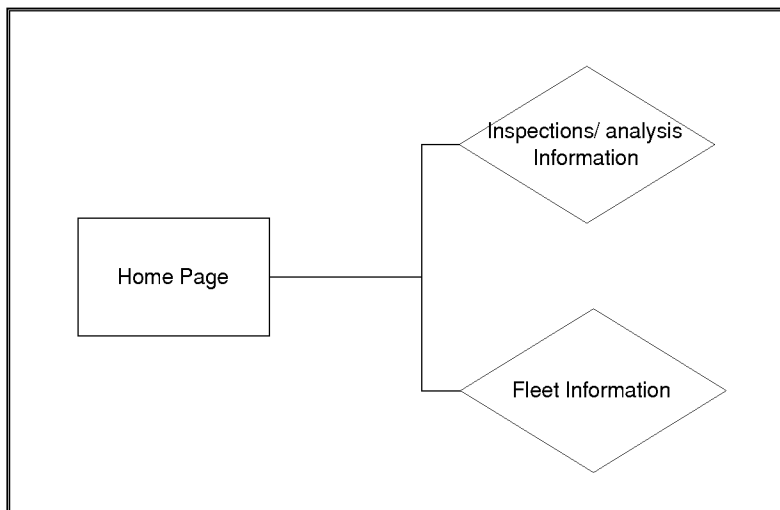 Inspections/ analysis
Information
Home Page
Fleet Information